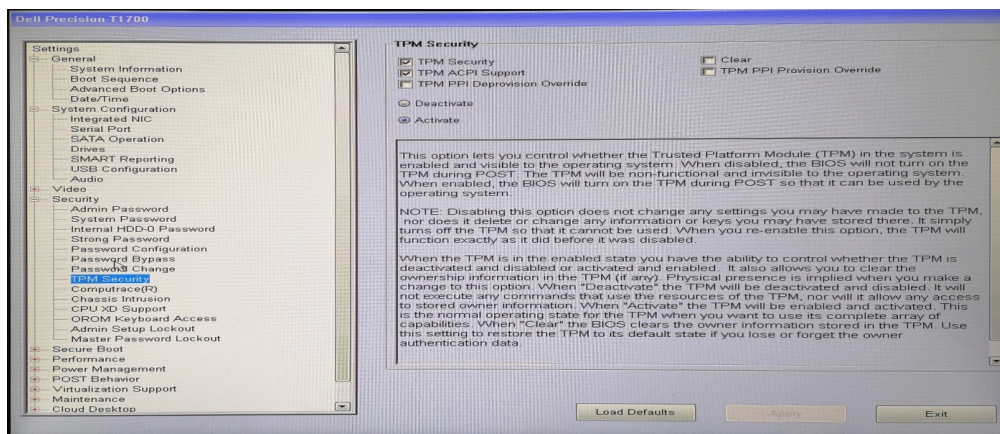 Dell Precision T1700
Settings
General
System Information
Boot Sequence
Advanced Boot Options
Date/Time
System Configuration
Integrated NIC
Serial Port
SATA Operation
Drives
SMART Reporting
USB Configuration
Audio
Video
Security
Admin Password
System Password
Internal HDD-0 Password
Strong Password
Password Configuration
Password Bypass
Password Change
TPM Security
Computrace(R)
Chassis Intrusion
CPU XD Support
OROM Keyboard Access
Admin Setup Lockout
Master Password Lockout
Secure Boot
Performance
Power Management
POST Behavior
Virtualization Support
Maintenance
Cloud Desktop
TPM Security
TPM Security
Clear
TPM ACPI Support
TPM PPI Provision Override
TPM PPI Deprovision Override
Deactivate
Activate
This option lets you control whether the Trusted Platform Module (TPM) in the system is
enabled and visible to the operating system. When disabled, the BIOS will not turn on the
TPM during POST. The TPM will be non-functional and invisible to the operating system.
When enabled, the BIOS will turn on the TPM during POST so that it can be used by the
operating system.
NOTE: Disabling this option does not change any settings you may have made to the TPM,
nor does it delete or change any information or keys you may have stored there. It simply
turns off the TPM so that it cannot be used. When you re-enable this option, the TPM will
function exactly as it did before it was disabled.
When the TPM is in the enabled state you have the ability to control whether the TPM is
deactivated and disabled or activated and enabled. It also allows you to clear the
ownership information in the TPM (if any). Physical presence is implied when you make a
change to this option. When "Deactivate" the TPM will be deactivated and disabled. It will
not execute any commands that use the resources of the TPM, nor will it allow any access
to stored owner information. When "Activate" the TPM will be enabled and activated. This
is the normal operating state for the TPM when you want to use its complete array of
capabilities. When "Clear" the BIOS clears the owner information stored in the TPM. Use
this setting to restore the TPM to its default state if you lose or forget the owner
authentication data.
Load Defaults
Apply
Exit